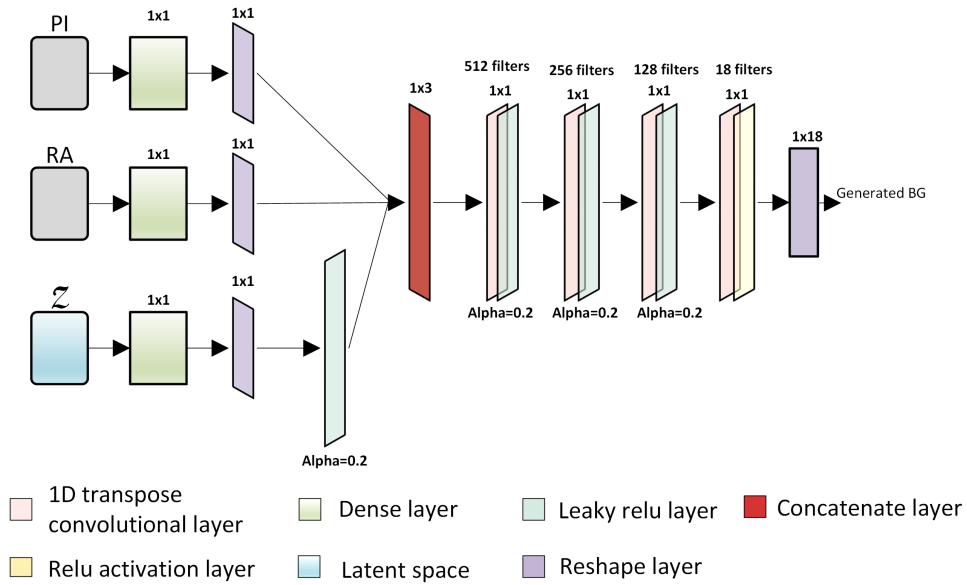 PI
1x1
1x1
RA
1x1
1x1
𝒵
1x1
1x1
Alpha=0.2
1x3
512 filters
1x1
Alpha=0.2
256 filters
1x1
Alpha=0.2
128 filters
1x1
Alpha=0.2
18 filters
1x1
1x18
Generated BG
1D transpose
convolutional layer
Dense layer
Leaky relu layer
Concatenate layer
Relu activation layer
Latent space
Reshape layer